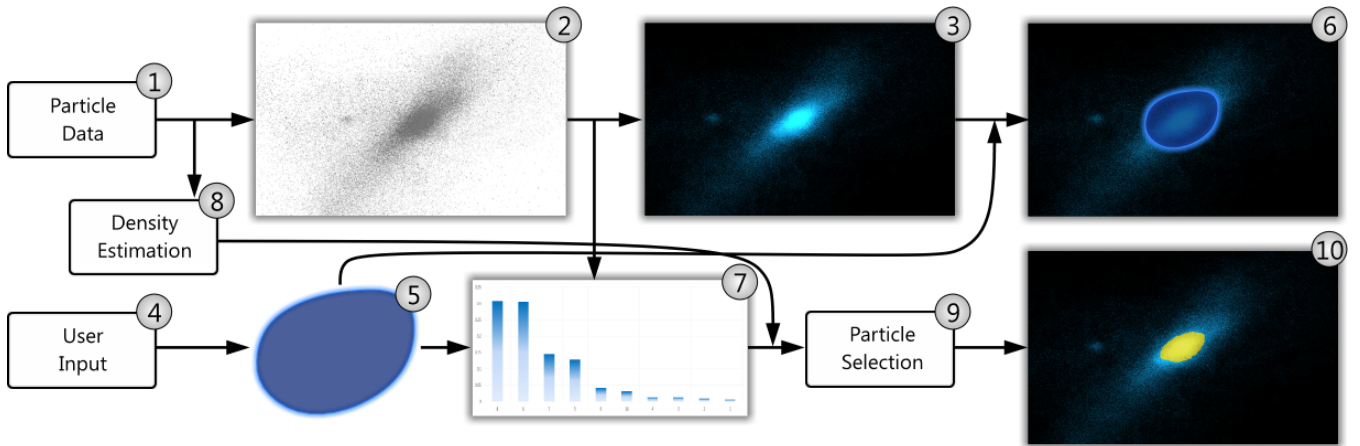 1
Particle
Data
2
3
6
8
Density
Estimation
4
User
Input
5
7
9
Particle
Selection
10